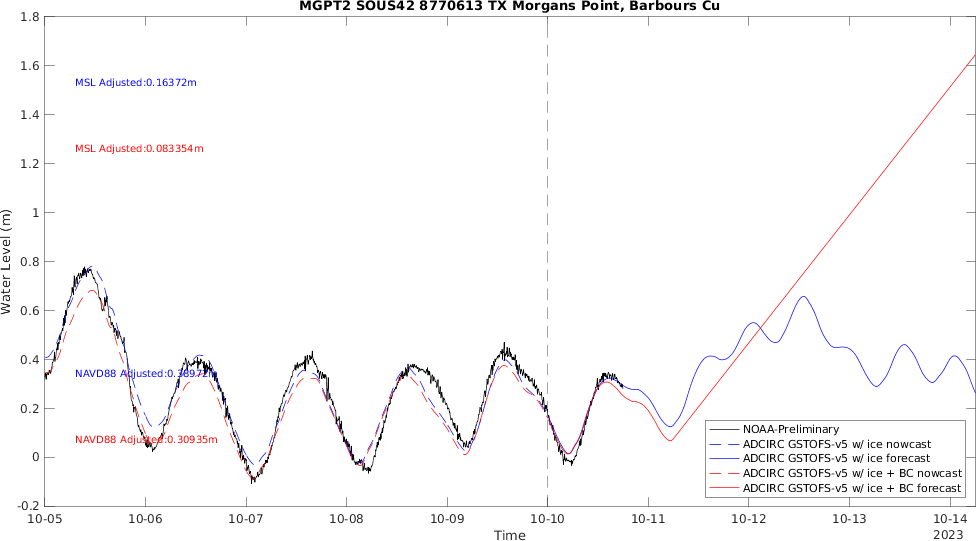 MGPT2 SOUS42 8770613 TX Morgans Point, Barbours Cu
1.8
1.6
1.4
1.2
1
0.8
0.6
0.4
0.2
0
-0.2
Water Level (m)
MSL Adjusted:0.16372m
MSL Adjusted:0.083354m
NAVD88 Adjusted:0.38972m
NAVD88 Adjusted:0.30935m
NOAA-Preliminary
ADCIRC GSTOFS-v5 w/ ice nowcast
ADCIRC GSTOFS-v5 w/ ice forecast
ADCIRC GSTOFS-v5 w/ice + BC nowcast
ADCIRC GSTOFS-v5 w/ice + BC forecast
10-05 10-06 10-07 10-08 10-09 10-10 10-11 10-12 10-13 10-14
Time
2023